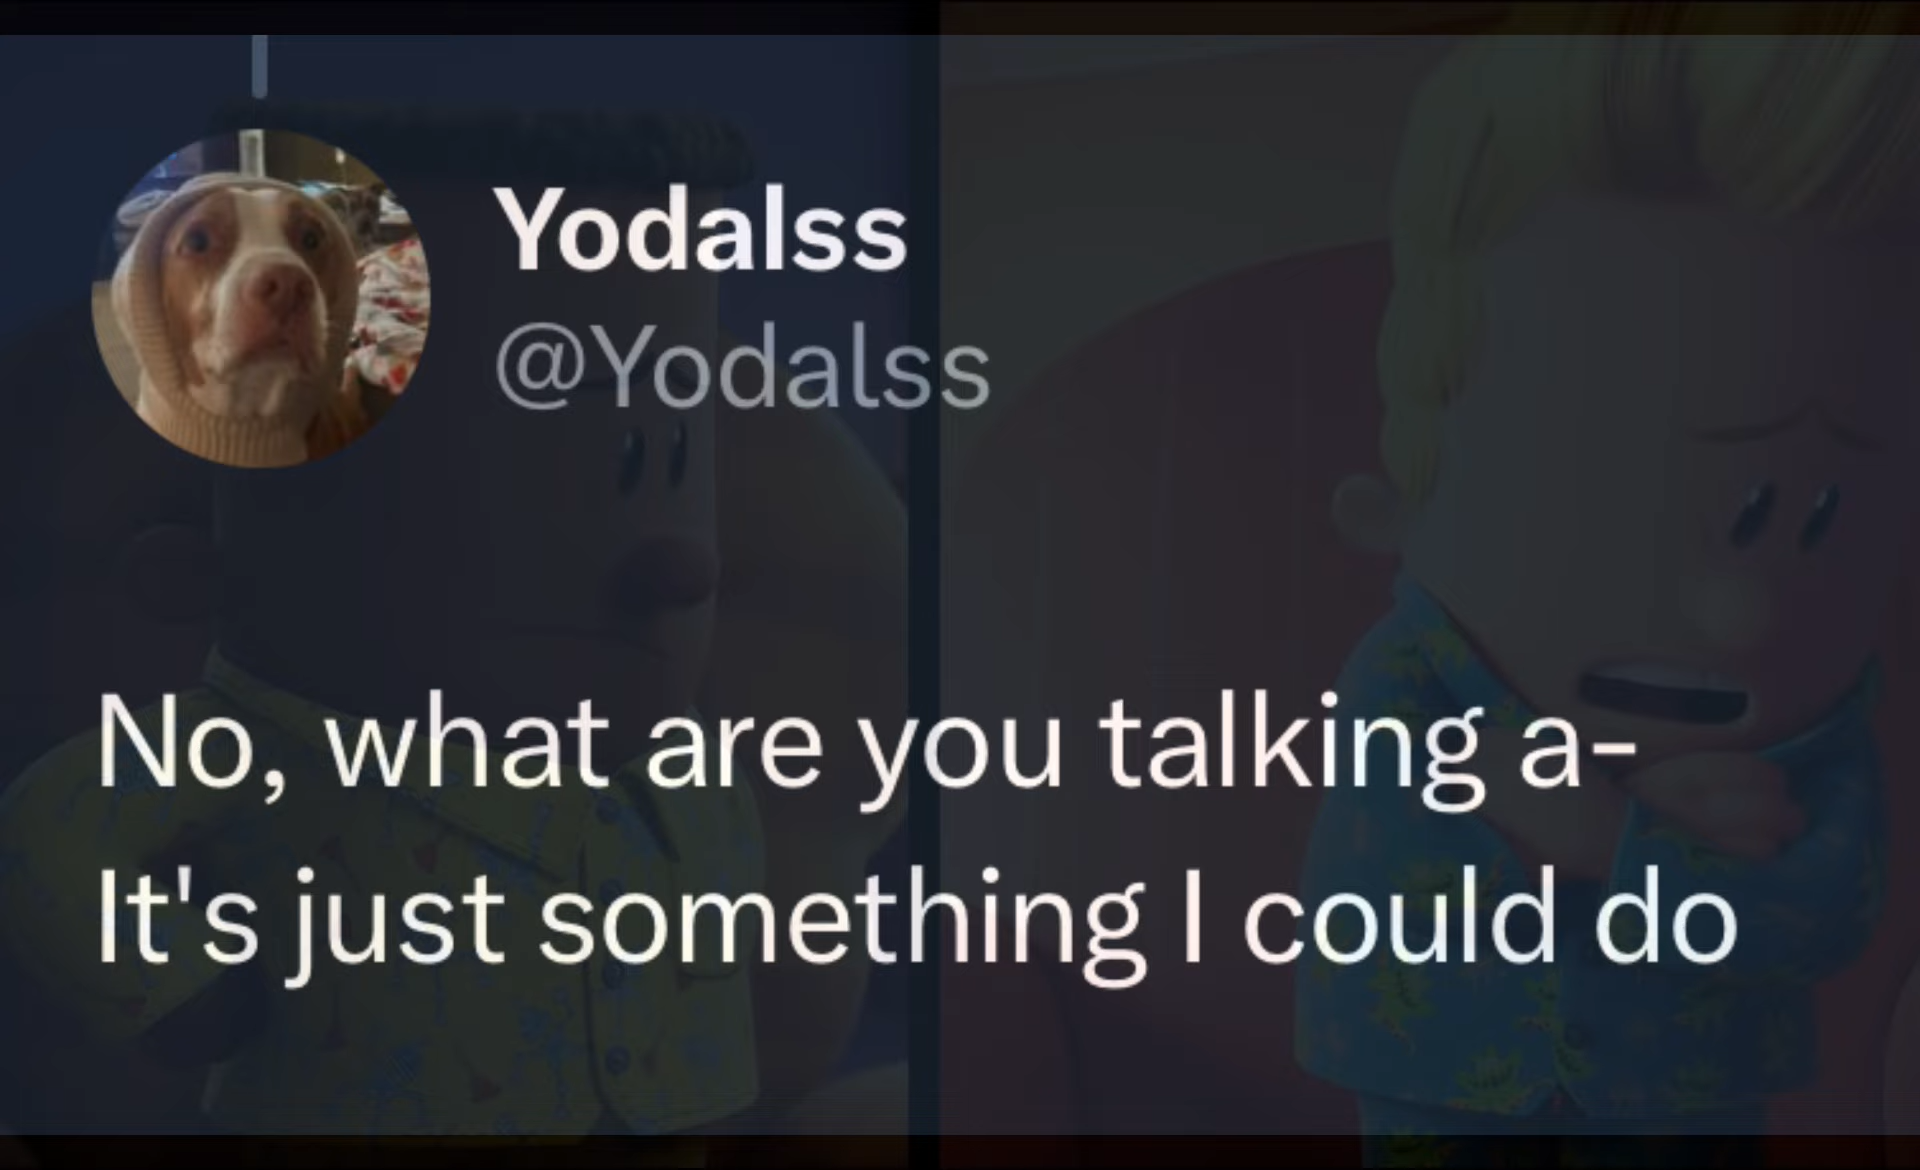 Yodalss
@Yodalss
No, what are you talking a-
It's just something I could do